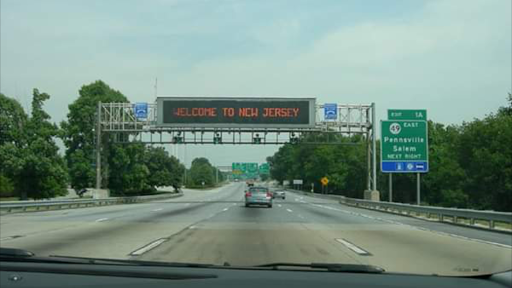 WELCOME TO NEW JERSEY
EXIT 1A
49 EAST
Pennsville
Salem
NEXT RIGHT